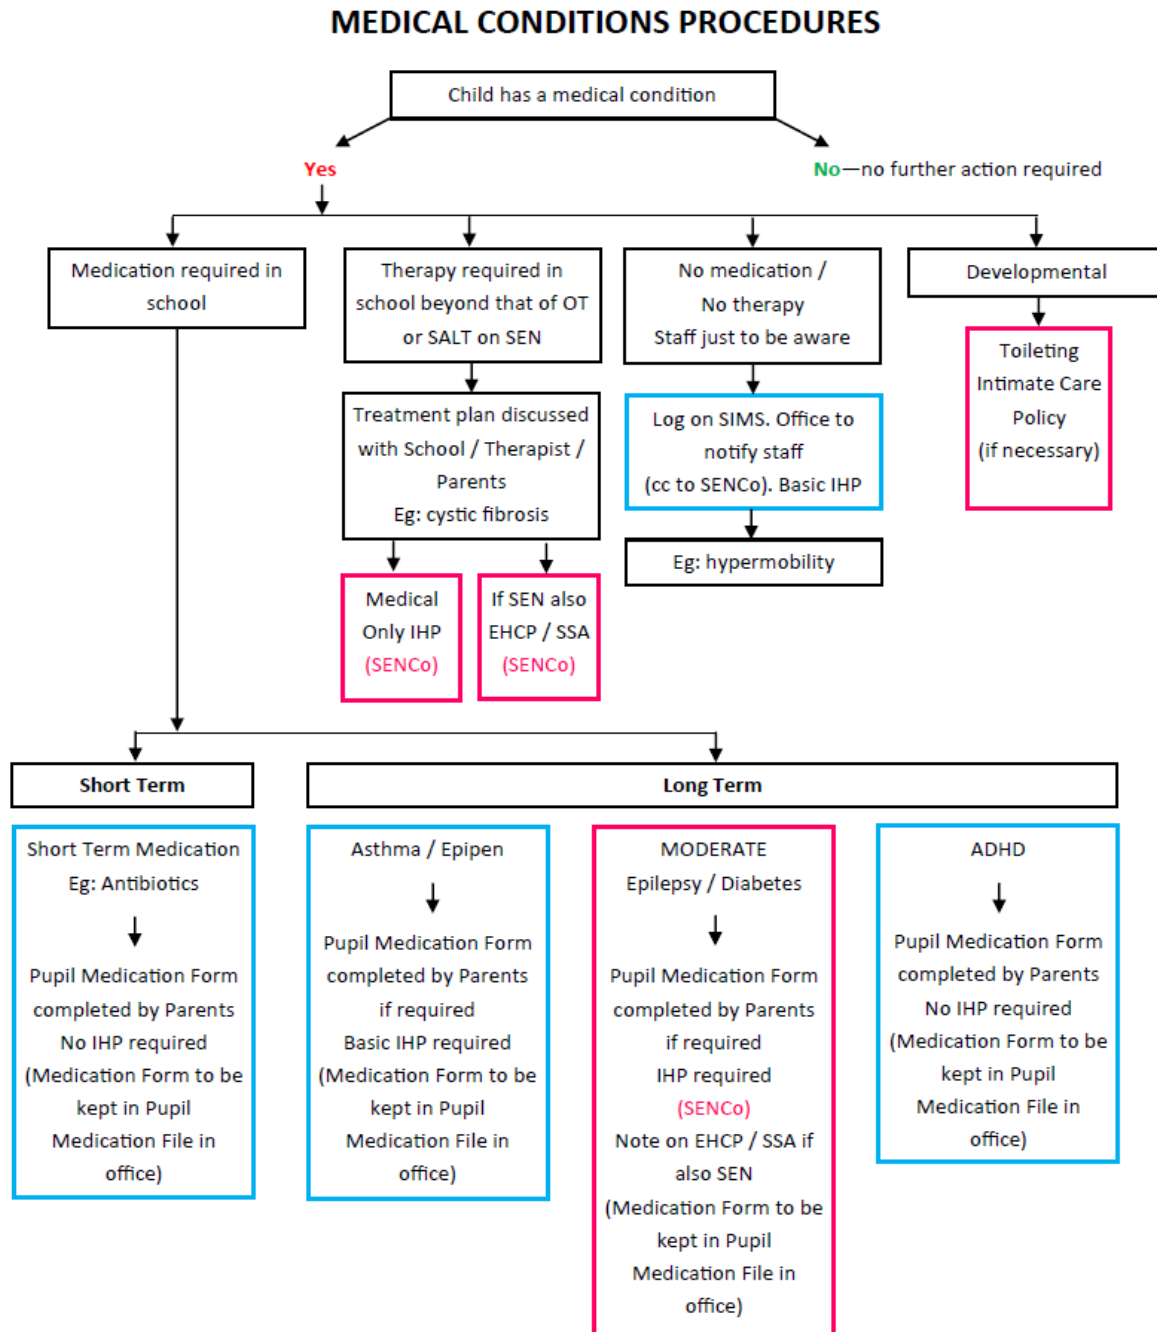 MEDICAL CONDITIONS PROCEDURES
Child has a medical condition
Yes
No—no further action required
Medication required in
school
Therapy required in
school beyond that of OT
or SALT on SEN
No medication /
No therapy
Staff just to be aware
Developmental
Treatment plan discussed
with School / Therapist /
Parents
Eg: cystic fibrosis
Log on SIMS. Office to
notify staff
(cc to SENCo). Basic IHP
Toileting
Intimate Care
Policy
(if necessary)
Eg: hypermobility
Medical
Only IHP
(SENCo)
If SEN also
EHCP / SSA
(SENCo)
Short Term
Long Term
Short Term Medication
Eg: Antibiotics
Pupil Medication Form
completed by Parents
No IHP required
(Medication Form to be
kept in Pupil
Medication File in
office)
Asthma / Epipen
Pupil Medication Form
completed by Parents
if required
Basic IHP required
(Medication Form to be
kept in Pupil
Medication File in
office)
MODERATE
Epilepsy / Diabetes
Pupil Medication Form
completed by Parents
if required
IHP required
(SENCo)
Note on EHCP / SSA if
also SEN
(Medication Form to be
kept in Pupil
Medication File in
office)
ADHD
Pupil Medication Form
completed by Parents
No IHP required
(Medication Form to be
kept in Pupil
Medication File in
office)